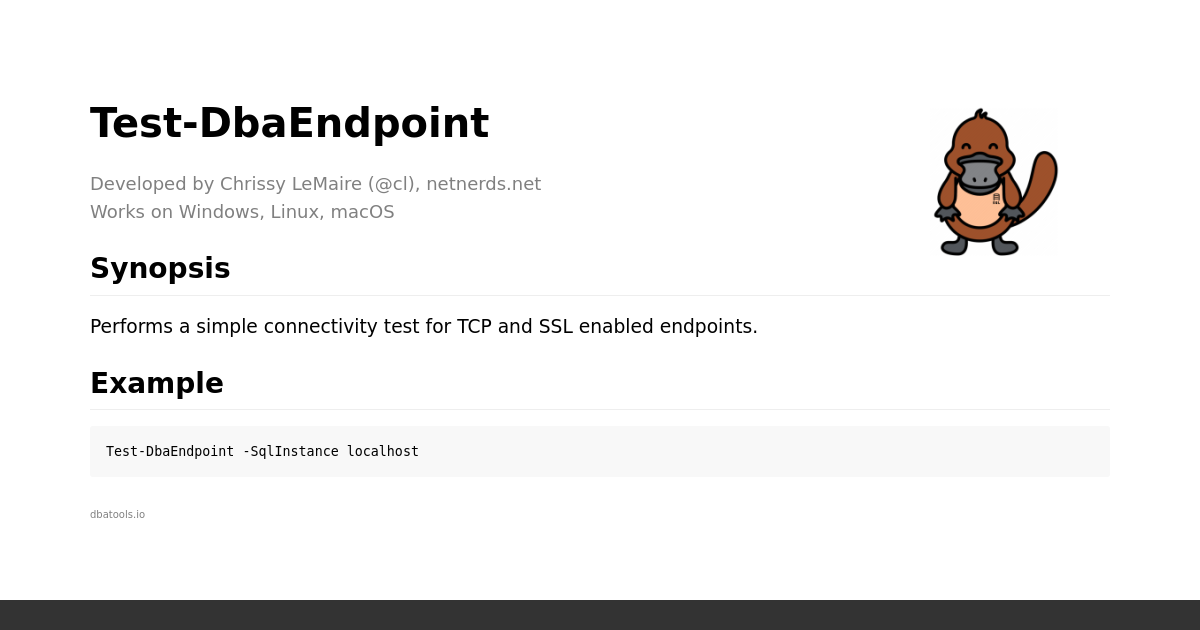 Test-DbaEndpoint
Developed by Chrissy LeMaire (@cl), netnerds.net
Works on Windows, Linux, macOS
Synopsis
Performs a simple connectivity test for TCP and SSL enabled endpoints.
Example
Test-DbaEndpoint -SqlInstance localhost
dbatools.io